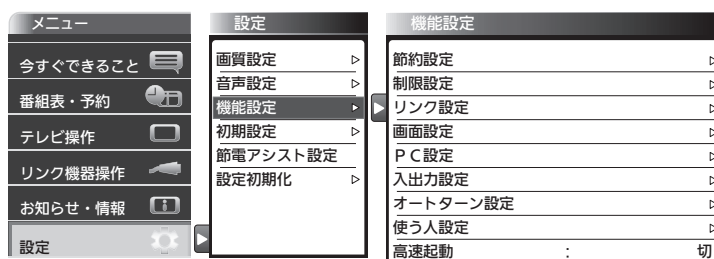 メニュー
今すぐできること
番組表・予約
テレビ操作
リンク機器操作
お知らせ・情報
設定
設定
画質設定
音声設定
機能設定
初期設定
節電アシスト設定
設定初期化
機能設定
節約設定
制限設定
リンク設定
画面設定
ＰＣ設定
入出力設定
オートターン設定
使う人設定
高速起動 : 切